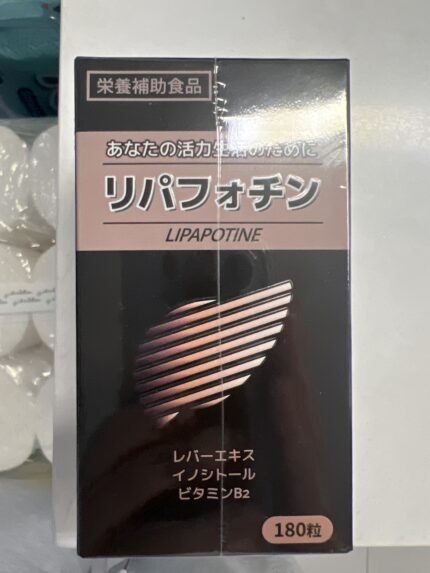 栄養補助食品
あなたの活力生活のために
リパフォチン
LIPAPOTINE
レバーエキス
イノシトール
ビタミンB2
180粒